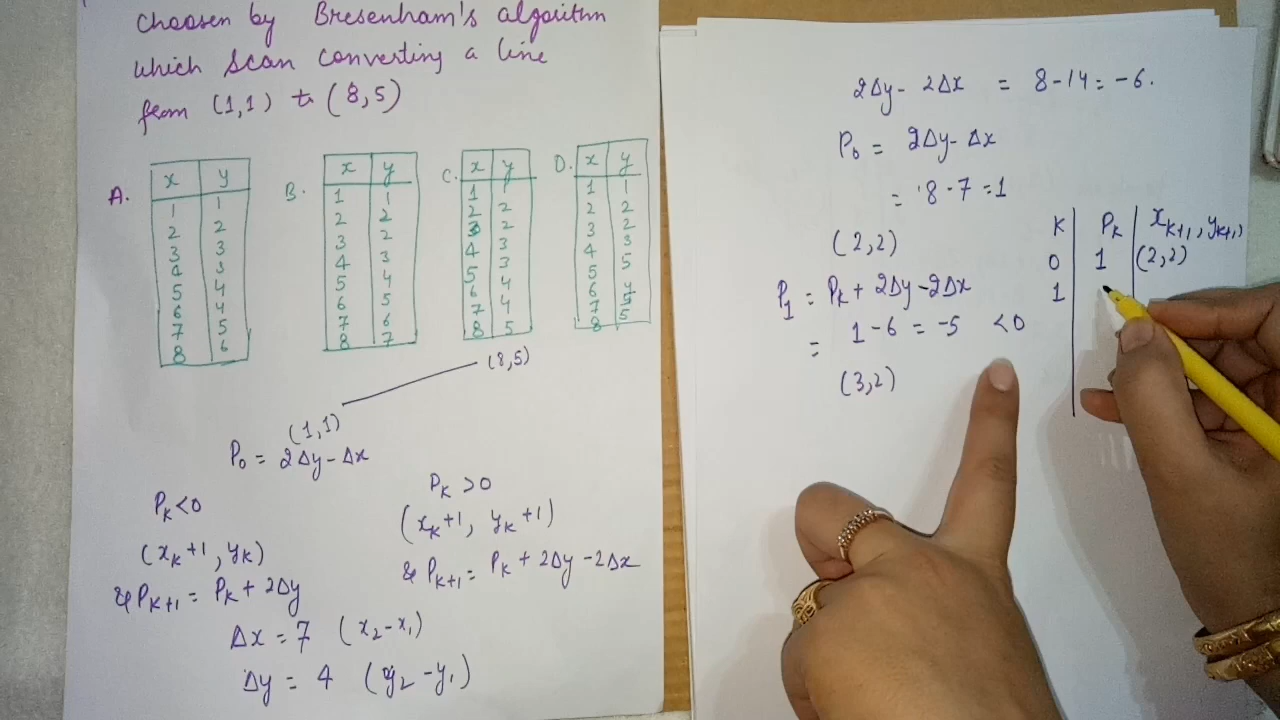 choosen by Bresenham's algorithm
which scan converting a line
from (1,1) to (8,5)
A.
x y
1 1
2 2
3 3
4 3
5 4
6 4
7 5
8 6
B.
x y
1 1
2 2
3 2
4 3
5 4
6 5
7 6
8 7
C.
x y
1 1
2 2
3 2
4 3
5 3
6 4
7 4
8 5
D.
x y
1 1
2 2
3 2
4 3
5 5
6 4
7 5
8 5
(8,5)
(1,1)
P₀ = 2Δy - Δx
Pₖ<0
(xₖ+1, yₖ)
& Pₖ₊₁ = Pₖ + 2Δy
Pₖ >0
(xₖ+1, yₖ+1)
& Pₖ₊₁ = Pₖ + 2Δy - 2Δx
Δx = 7 (x₂-x₁)
Δy = 4 (y₂-y₁)
2Δy - 2Δx = 8-14 = -6.
P₀ = 2Δy - Δx
= 8-7 = 1
(2,2)
P₁ = Pₖ + 2Δy - 2Δx
= 1-6 = -5 <0
(3,2)
K Pₖ xₖ₊₁, yₖ₊₁
0 1 (2,2)
1